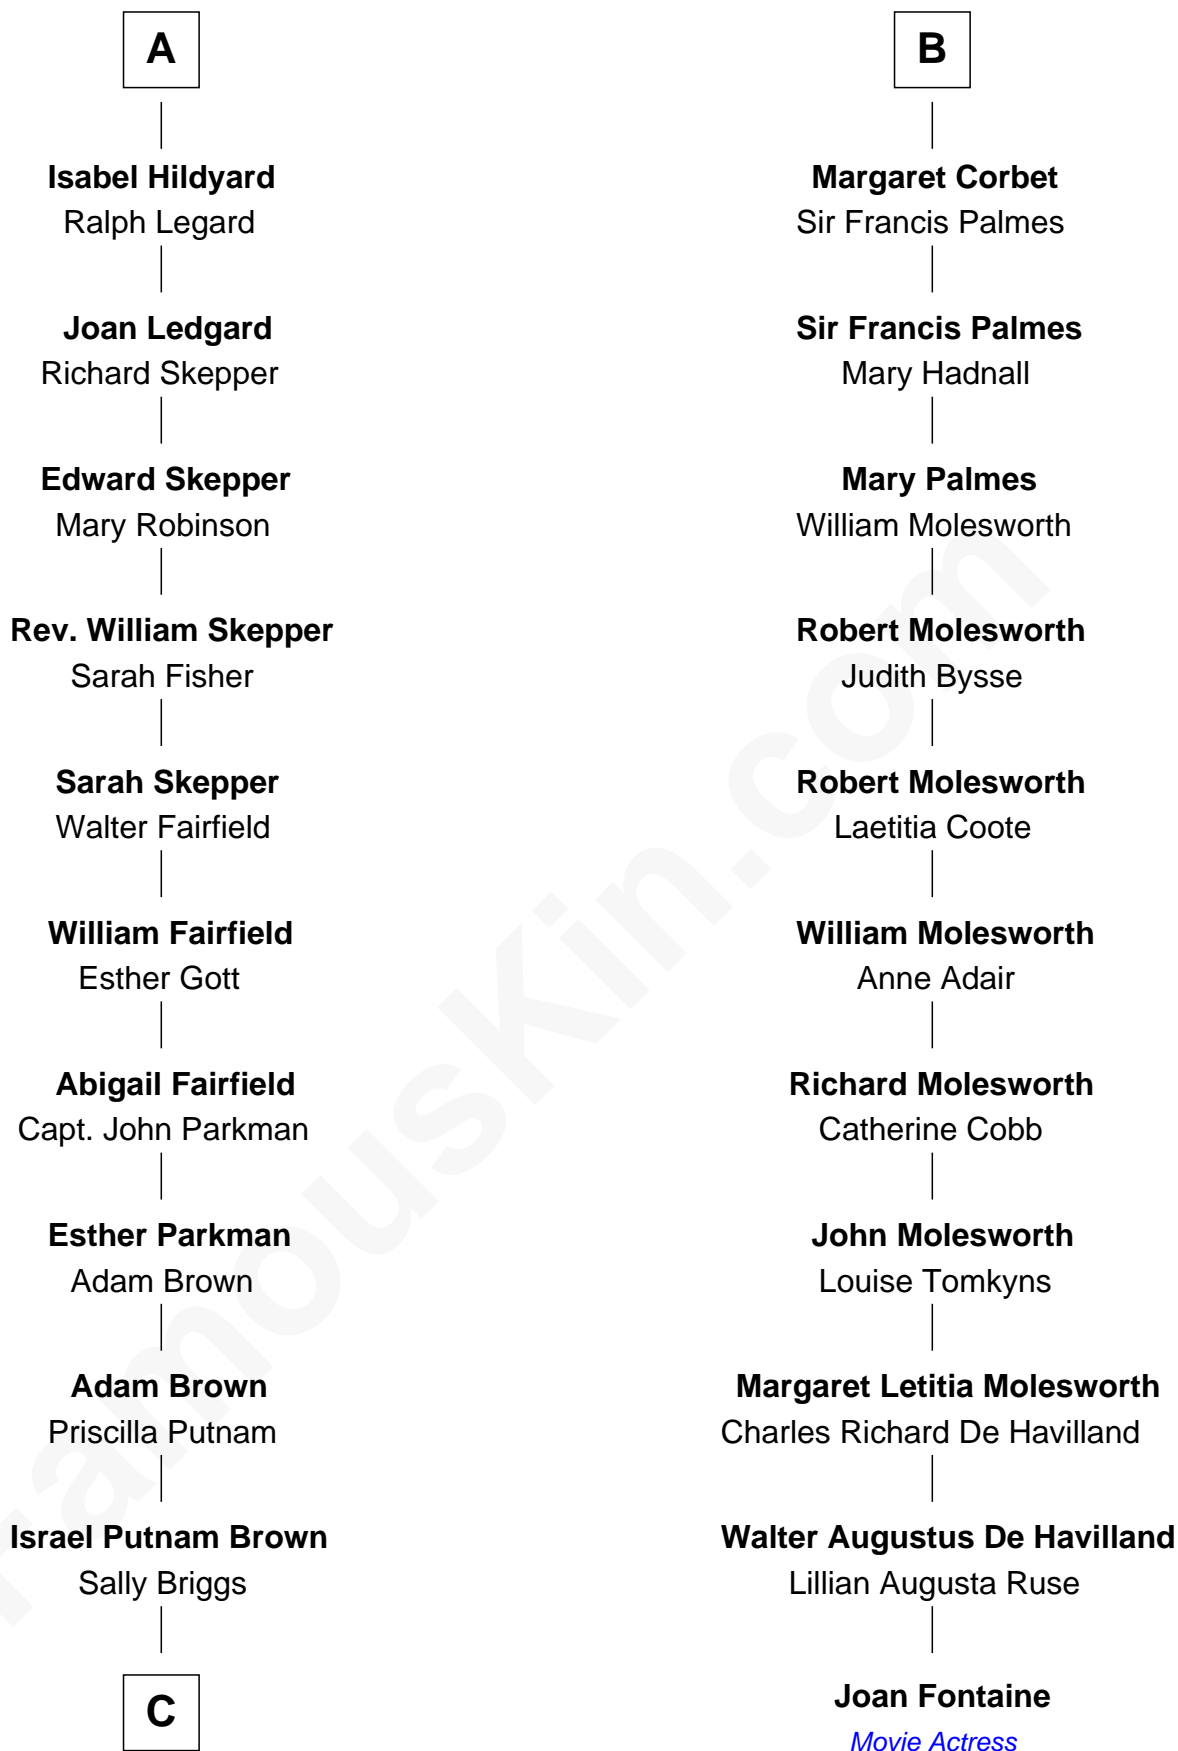 A
Isabel Hildyard
Ralph Legard
Joan Ledgard
Richard Skepper
Edward Skepper
Mary Robinson
Rev. William Skepper
Sarah Fisher
Sarah Skepper
Walter Fairfield
William Fairfield
Esther Gott
Abigail Fairfield
Capt. John Parkman
Esther Parkman
Adam Brown
Adam Brown
Priscilla Putnam
Israel Putnam Brown
Sally Briggs
C
B
Margaret Corbet
Sir Francis Palmes
Sir Francis Palmes
Mary Hadnall
Mary Palmes
William Molesworth
Robert Molesworth
Judith Bysse
Robert Molesworth
Laetitia Coote
William Molesworth
Anne Adair
Richard Molesworth
Catherine Cobb
John Molesworth
Louise Tomkyns
Margaret Letitia Molesworth
Charles Richard De Havilland
Walter Augustus De Havilland
Lillian Augusta Ruse
Joan Fontaine
Movie Actress
FamousKin.com